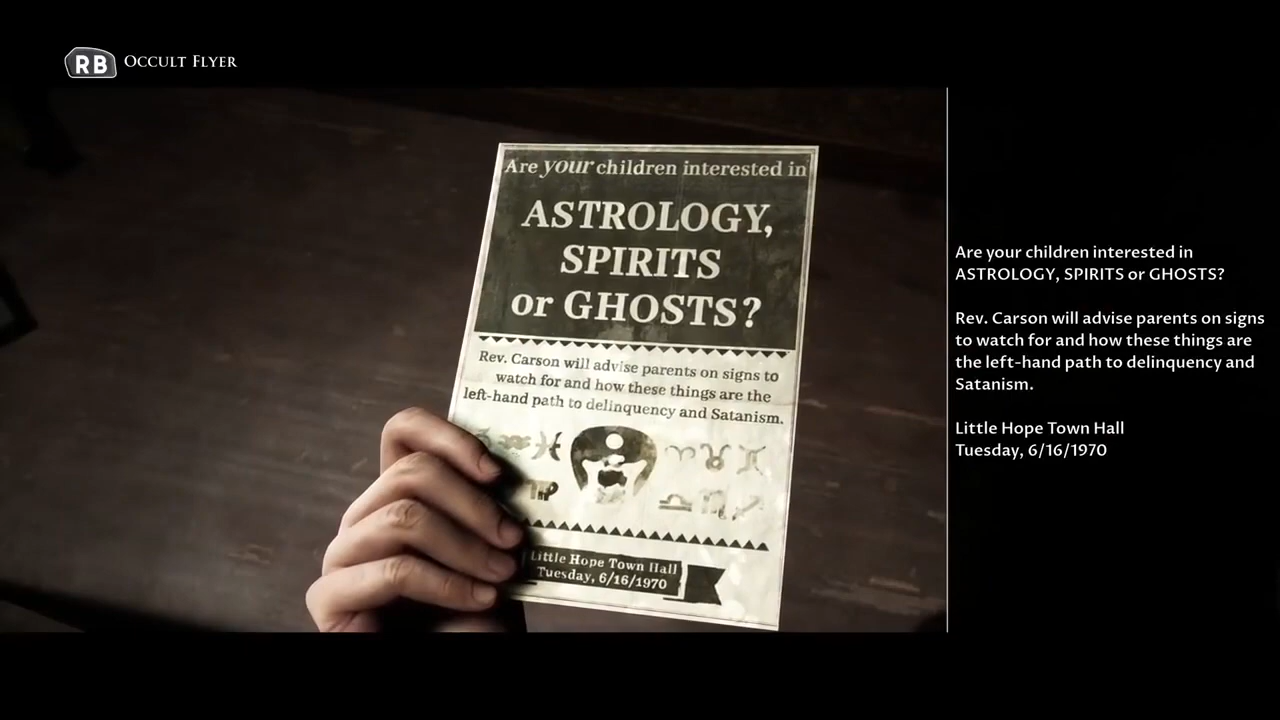 RB OCCULT FLYER
Are your children interested in
ASTROLOGY,
SPIRITS
or GHOSTS?
Rev. Carson will advise parents on signs to
watch for and how these things are the
left-hand path to delinquency and Satanism.
Little Hope Town Hall
Tuesday, 6/16/1970
Are your children interested in
ASTROLOGY, SPIRITS or GHOSTS?
Rev. Carson will advise parents on signs
to watch for and how these things are
the left-hand path to delinquency and
Satanism.
Little Hope Town Hall
Tuesday, 6/16/1970